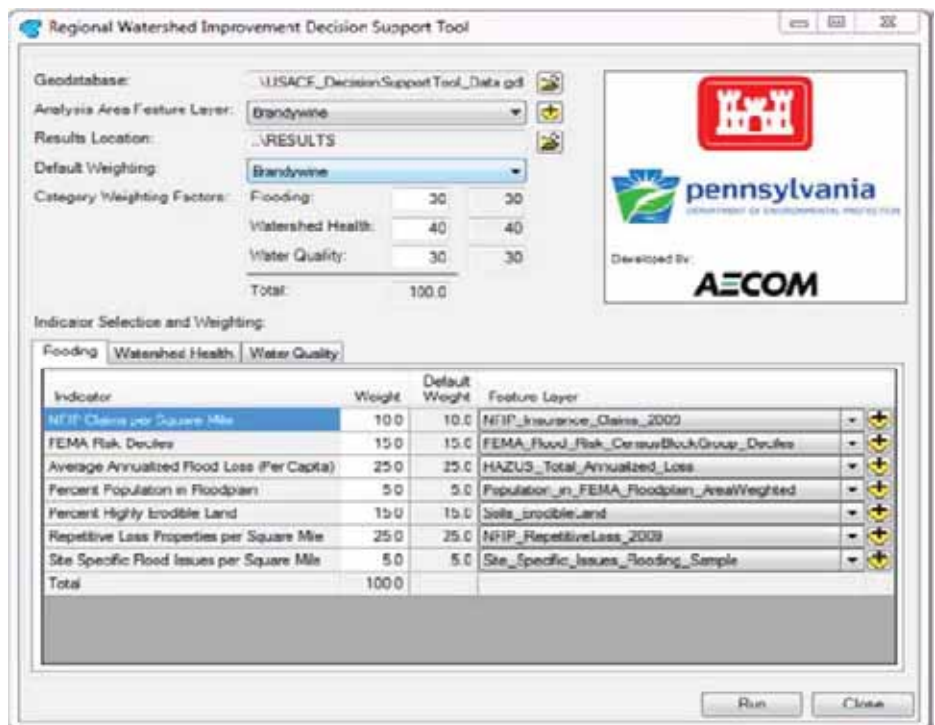 Regional Watershed Improvement Decision Support Tool
Geodatabase: .\USACE_DecisionSupportTool_Data.gdb
Analysis Area Feature Layer: Brandywine
Results Location: ..\RESULTS
Default Weighting: Brandywine
Category Weighting Factors: Flooding: 30 30
Watershed Health: 40 40
Water Quality: 30 30
Total: 100.0
pennsylvania
DEPARTMENT OF ENVIRONMENTAL PROTECTION
Developed By:
AECOM
Indicator Selection and Weighting:
Flooding Watershed Health Water Quality
Indicator Weight Default Weight Feature Layer
NFIP Claims per Square Mile 10.0 10.0 NFIP_Insurance_Claims_2009
FEMA Risk Deciles 15.0 15.0 FEMA_Flood_Risk_CensusBlockGroup_Deciles
Average Annualized Flood Loss (Per Capita) 25.0 25.0 HAZUS_Total_Annualized_Loss
Percent Population in Floodplain 5.0 5.0 Population_in_FEMA_Floodplain_AreaWeighted
Percent Highly Erodible Land 15.0 15.0 Soils_ErodibleLand
Repetitive Loss Properties per Square Mile 25.0 25.0 NFIP_RepetitiveLoss_2009
Site Specific Flood Issues per Square Mile 5.0 5.0 Site_Specific_Issues_Flooding_Sample
Total 100.0
Run Close